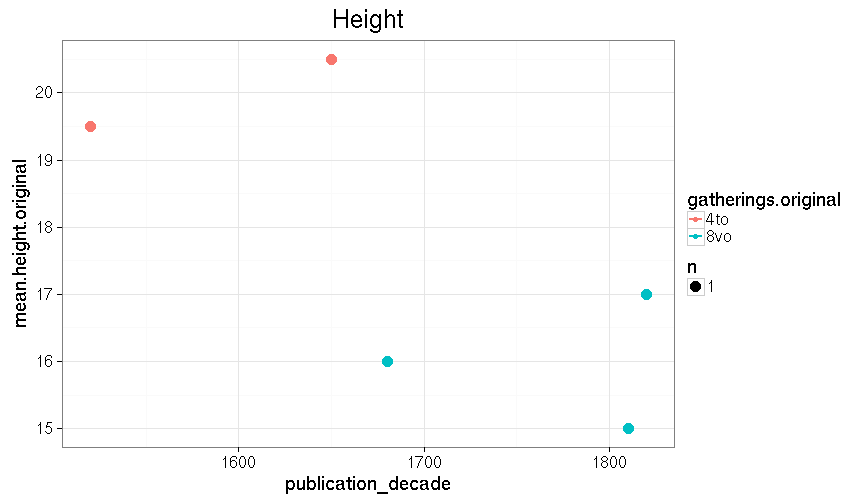 Height
mean.height.original
20
19
18
17
16
15
1600
1700
1800
publication_decade
gatherings.original
4to
8vo
n
1